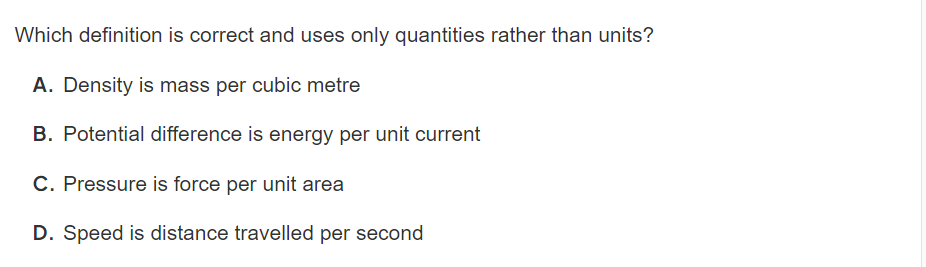 Which definition is correct and uses only quantities rather than units?
A. Density is mass per cubic metre
B. Potential difference is energy per unit current
C. Pressure is force per unit area
D. Speed is distance travelled per second